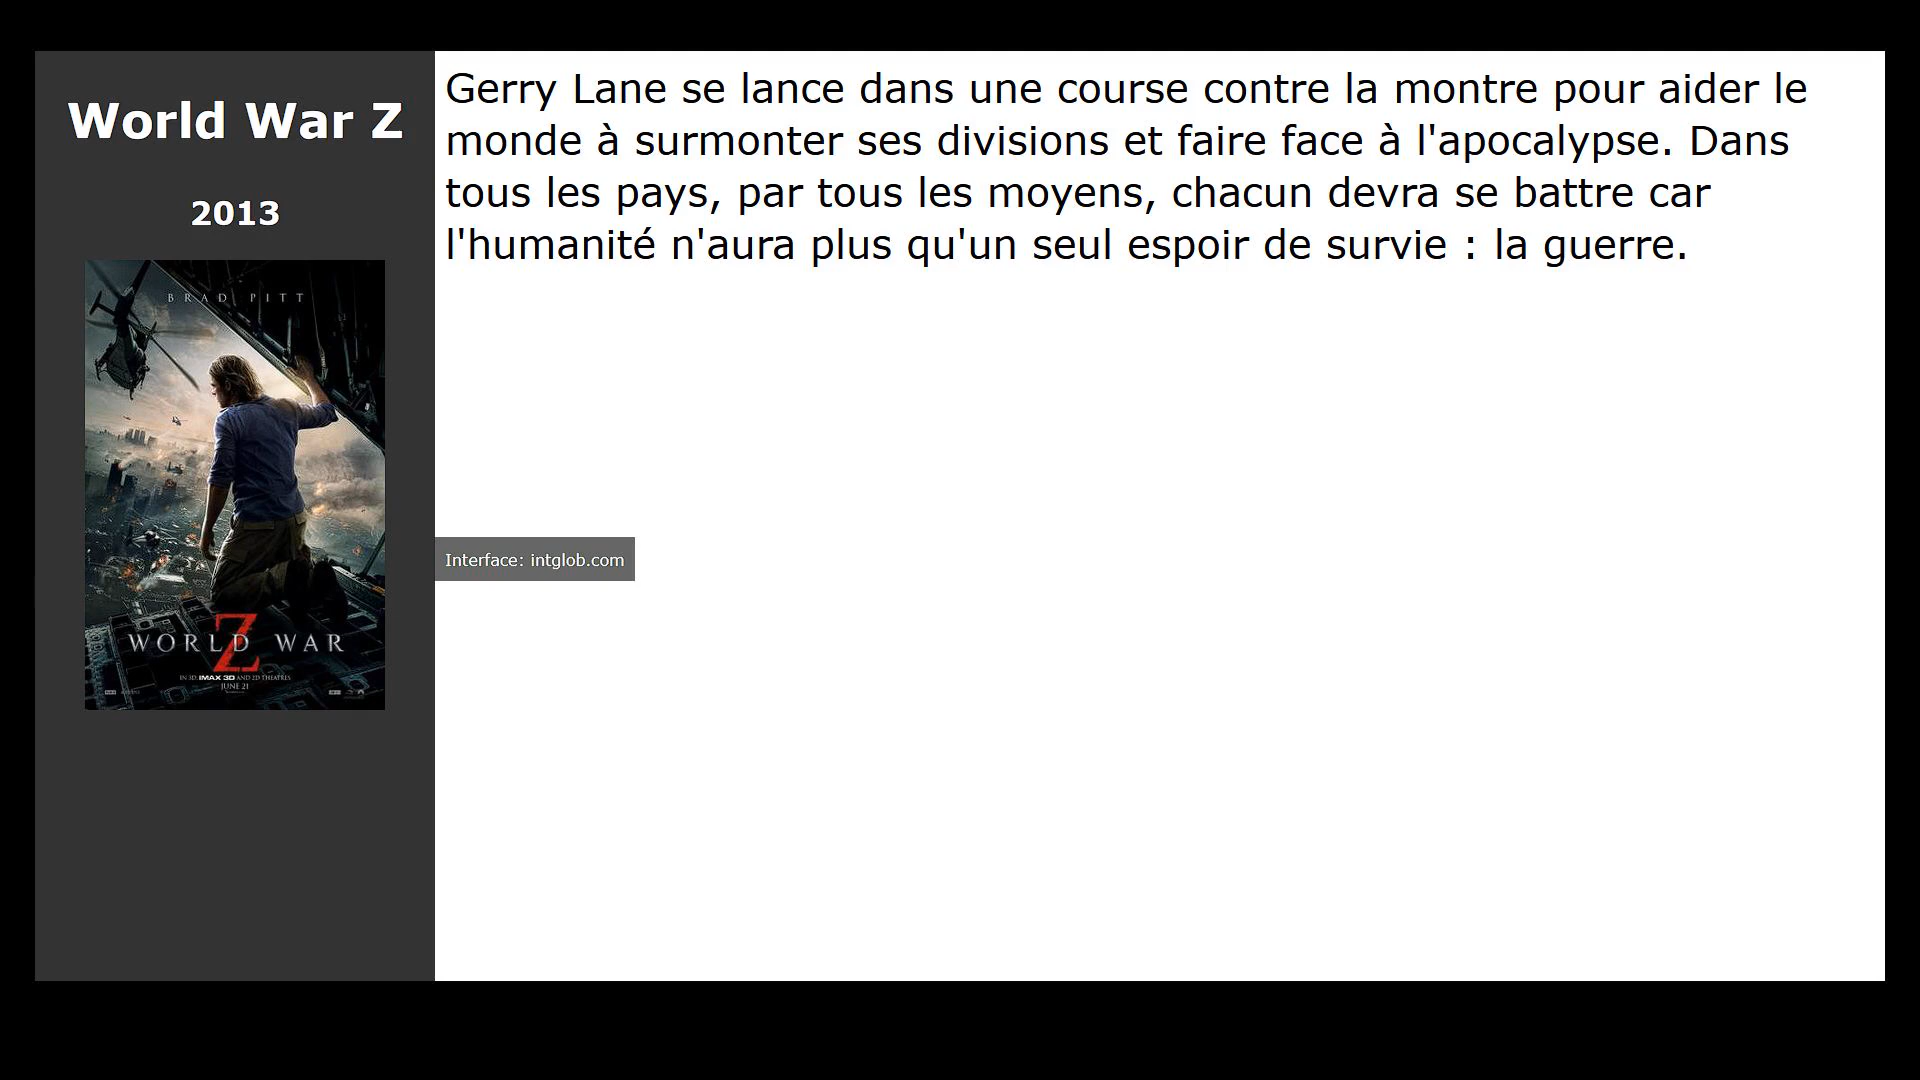 World War Z
2013
BRAD PITT
WORLD WAR Z
IN 3D, IMAX 3D AND 2D THEATRES
JUNE 21
Gerry Lane se lance dans une course contre la montre pour aider le
monde à surmonter ses divisions et faire face à l'apocalypse. Dans
tous les pays, par tous les moyens, chacun devra se battre car
l'humanité n'aura plus qu'un seul espoir de survie : la guerre.
Interface: intglob.com